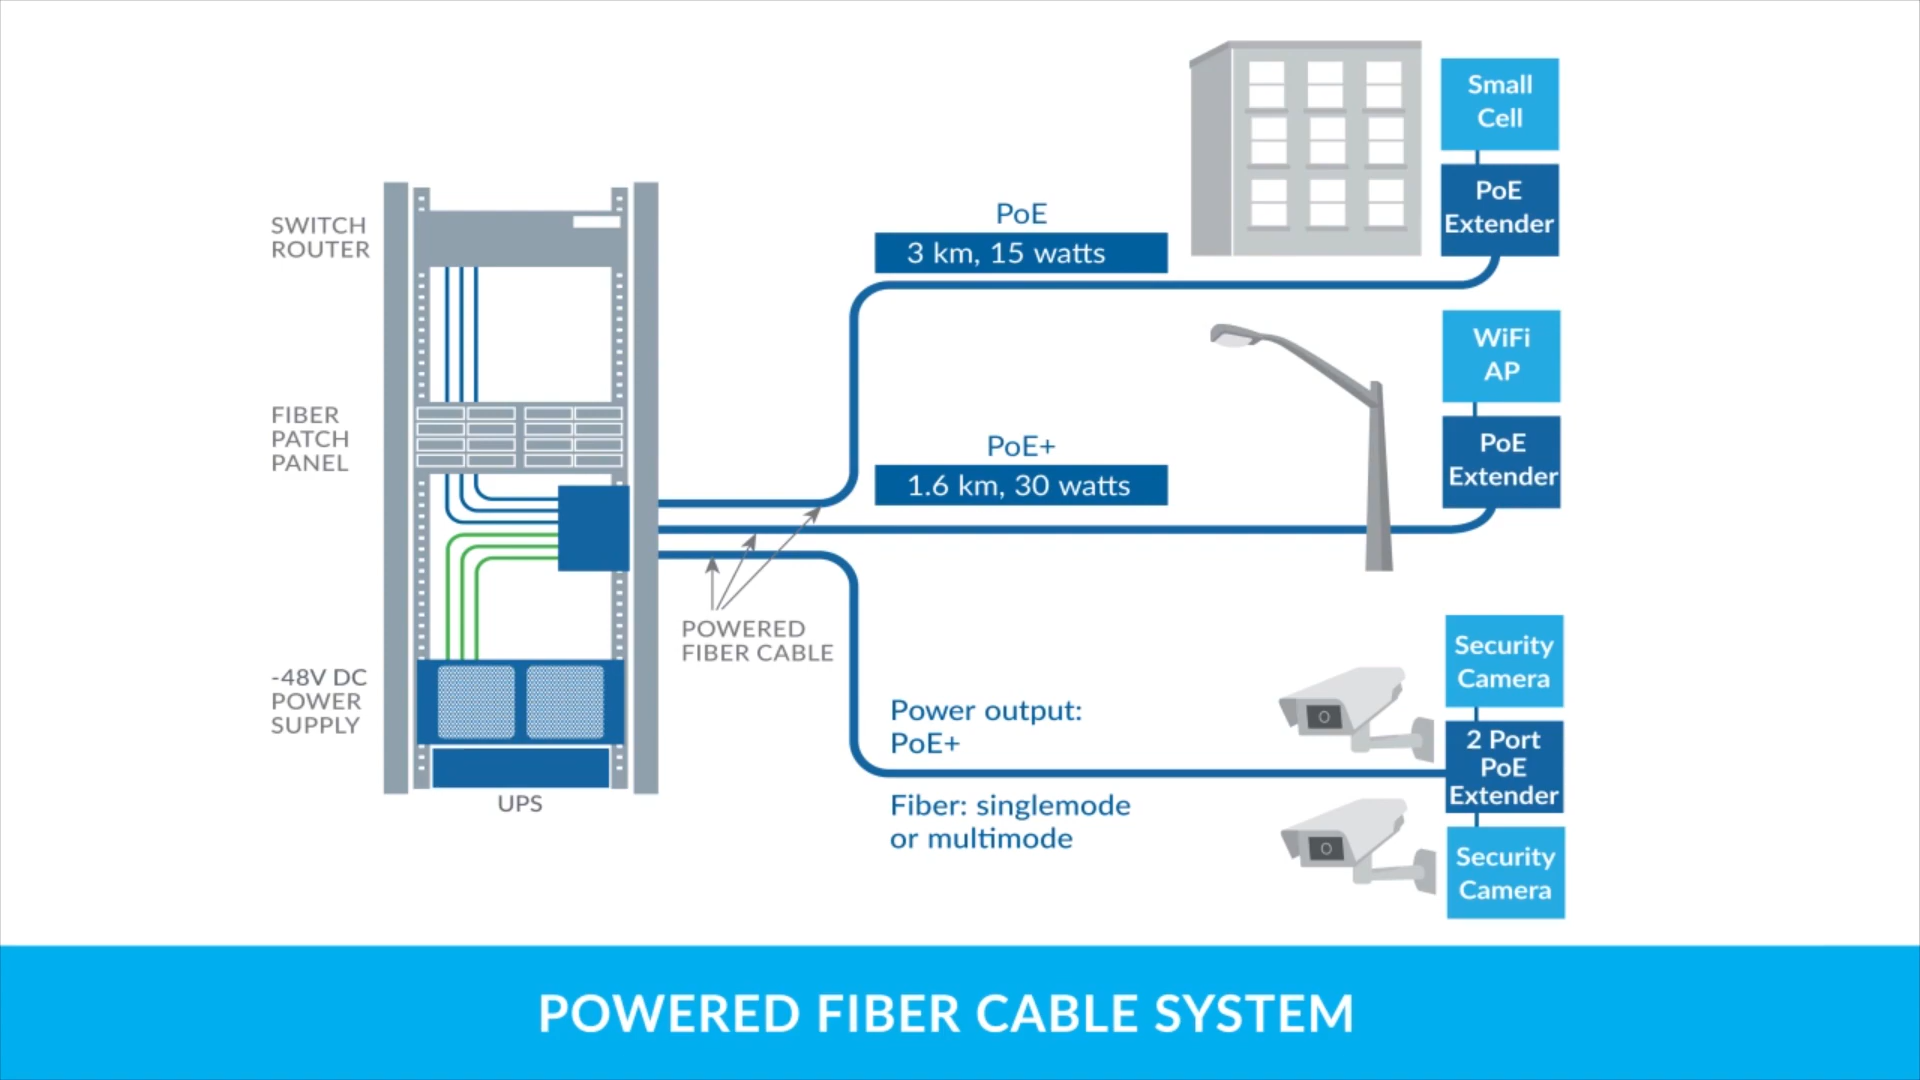 SWITCH
ROUTER
FIBER
PATCH
PANEL
-48V DC
POWER
SUPPLY
UPS
POWERED
FIBER CABLE
PoE
3 km, 15 watts
PoE+
1.6 km, 30 watts
Power output:
PoE+
Fiber: singlemode
or multimode
Small
Cell
PoE
Extender
WiFi
AP
PoE
Extender
Security
Camera
2 Port
PoE
Extender
Security
Camera
POWERED FIBER CABLE SYSTEM